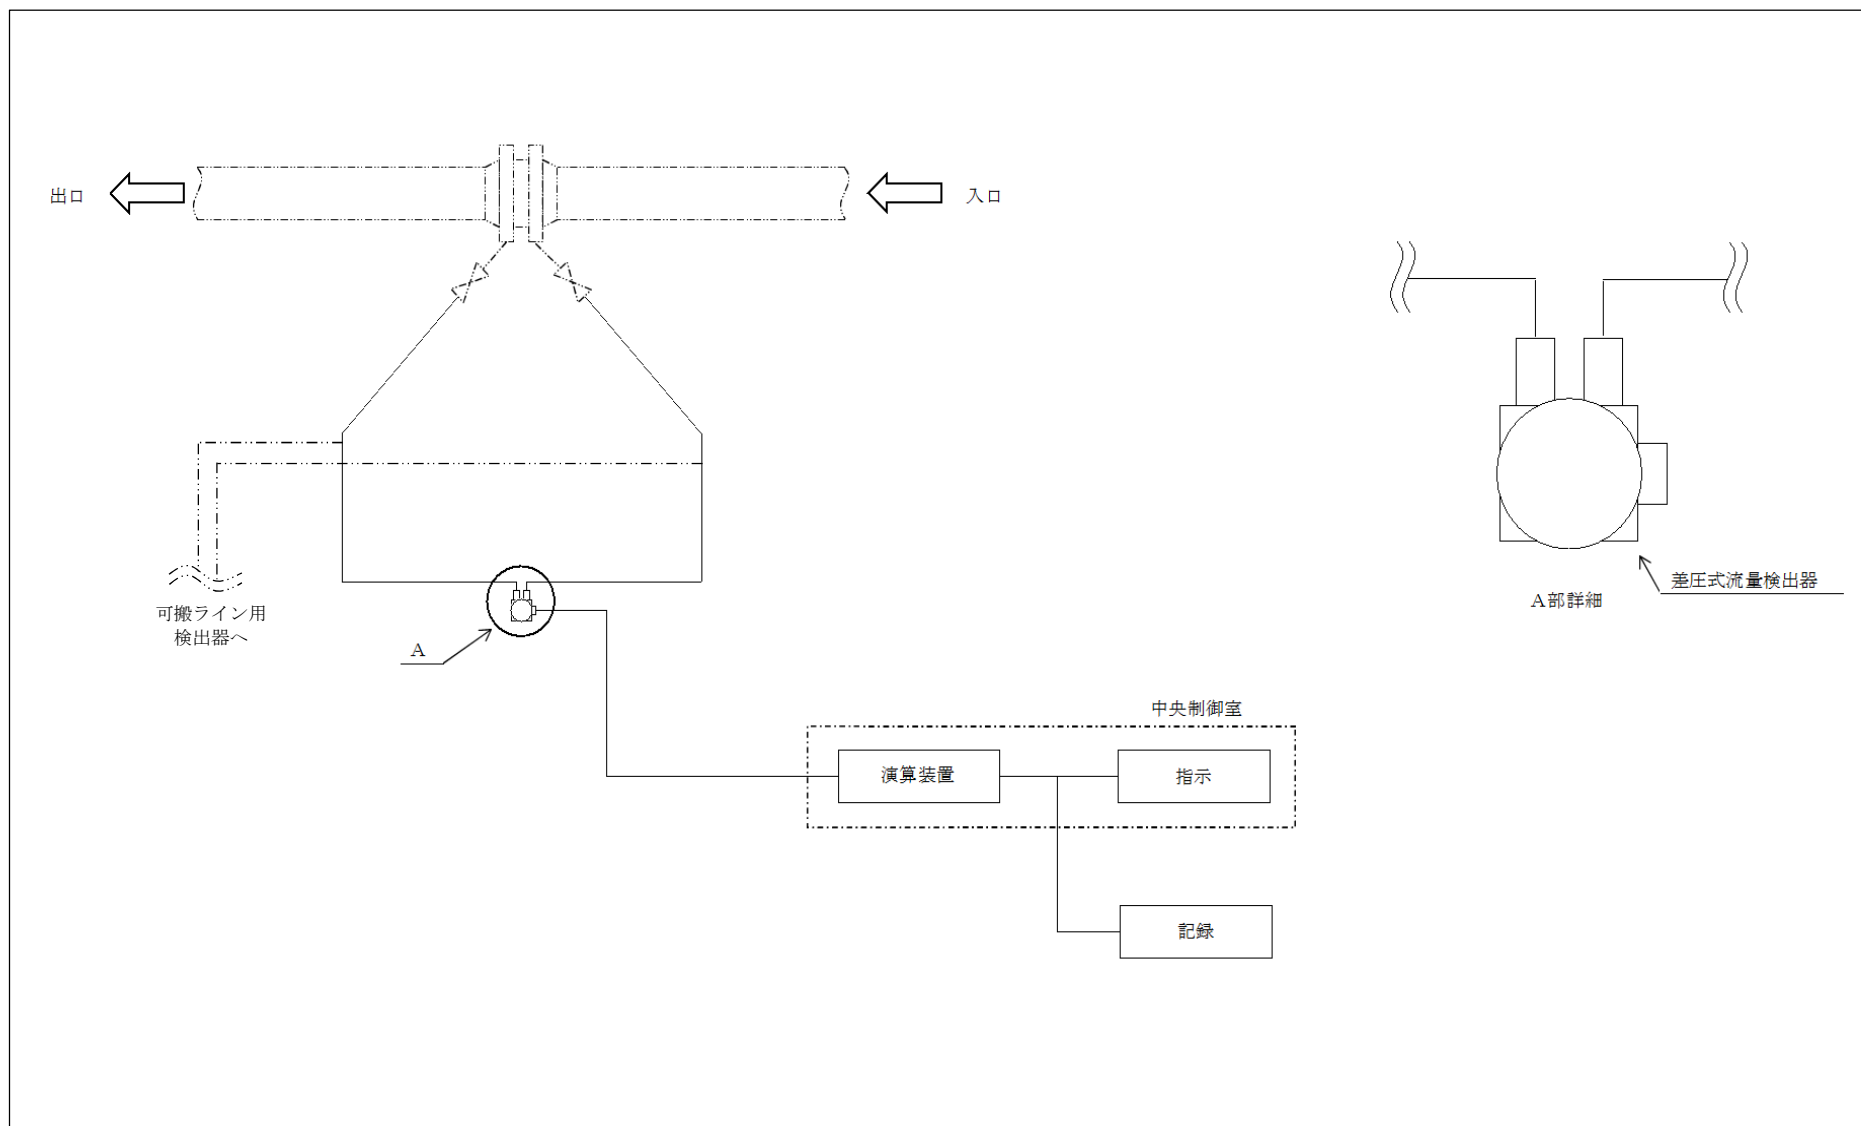 出口
入口
可搬ライン用
検出器へ
A
差圧式流量検出器
A部詳細
中央制御室
演算装置
指示
記録